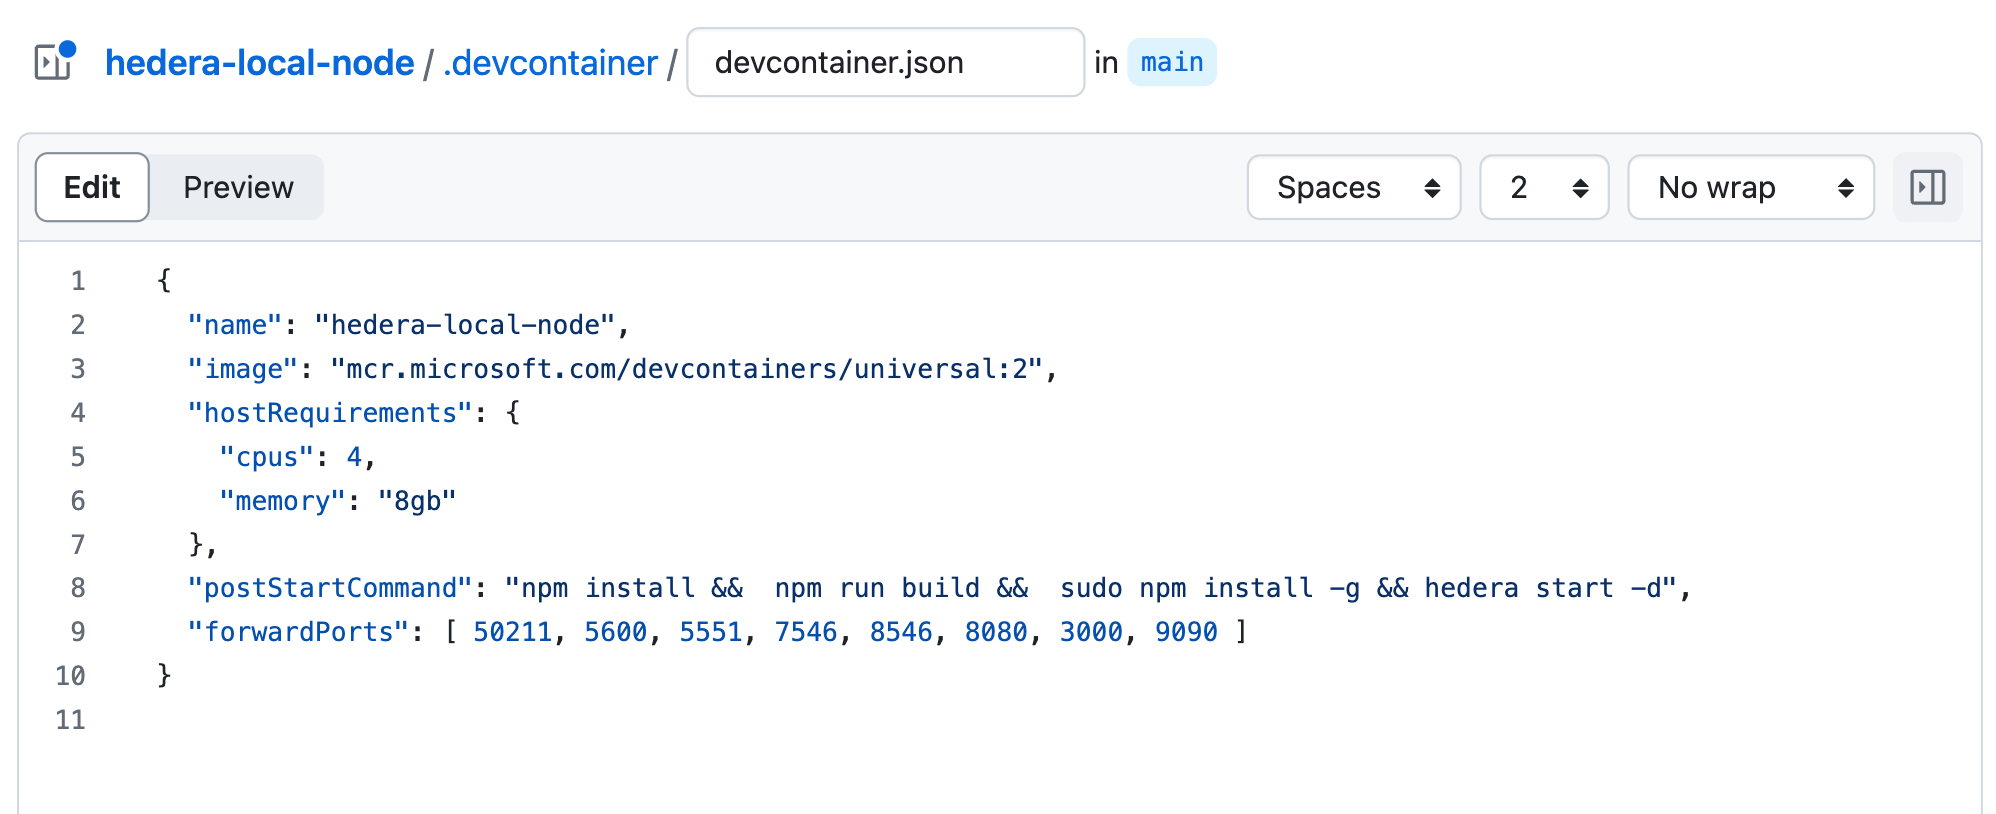 hedera-local-node / .devcontainer / devcontainer.json in main
Edit Preview Spaces 2 No wrap
1 {
2   "name": "hedera-local-node",
3   "image": "mcr.microsoft.com/devcontainers/universal:2",
4   "hostRequirements": {
5     "cpus": 4,
6     "memory": "8gb"
7   },
8   "postStartCommand": "npm install &&  npm run build &&  sudo npm install -g && hedera start -d",
9   "forwardPorts": [ 50211, 5600, 5551, 7546, 8546, 8080, 3000, 9090 ]
10 }
11